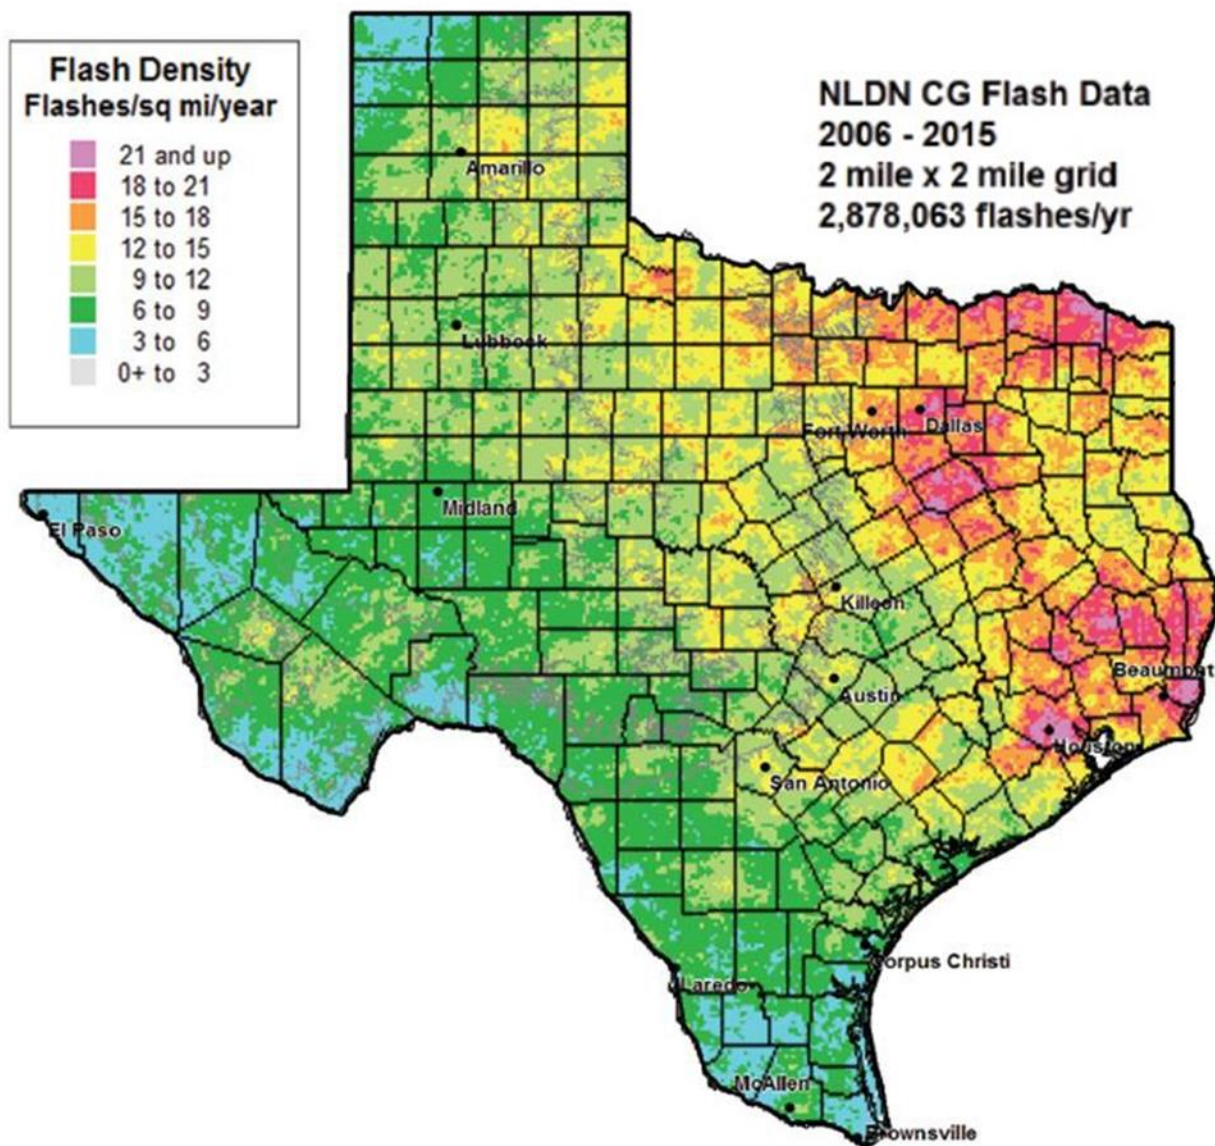 Flash Density
Flashes/sq mi/year
21 and up
18 to 21
15 to 18
12 to 15
9 to 12
6 to 9
3 to 6
0+ to 3
NLDN CG Flash Data
2006 - 2015
2 mile x 2 mile grid
2,878,063 flashes/yr
Amarillo
Lubbock
Fort Worth
Dallas
Midland
El Paso
Killeen
Beaumont
Austin
Houston
San Antonio
Corpus Christi
Laredo
McAllen
Brownsville